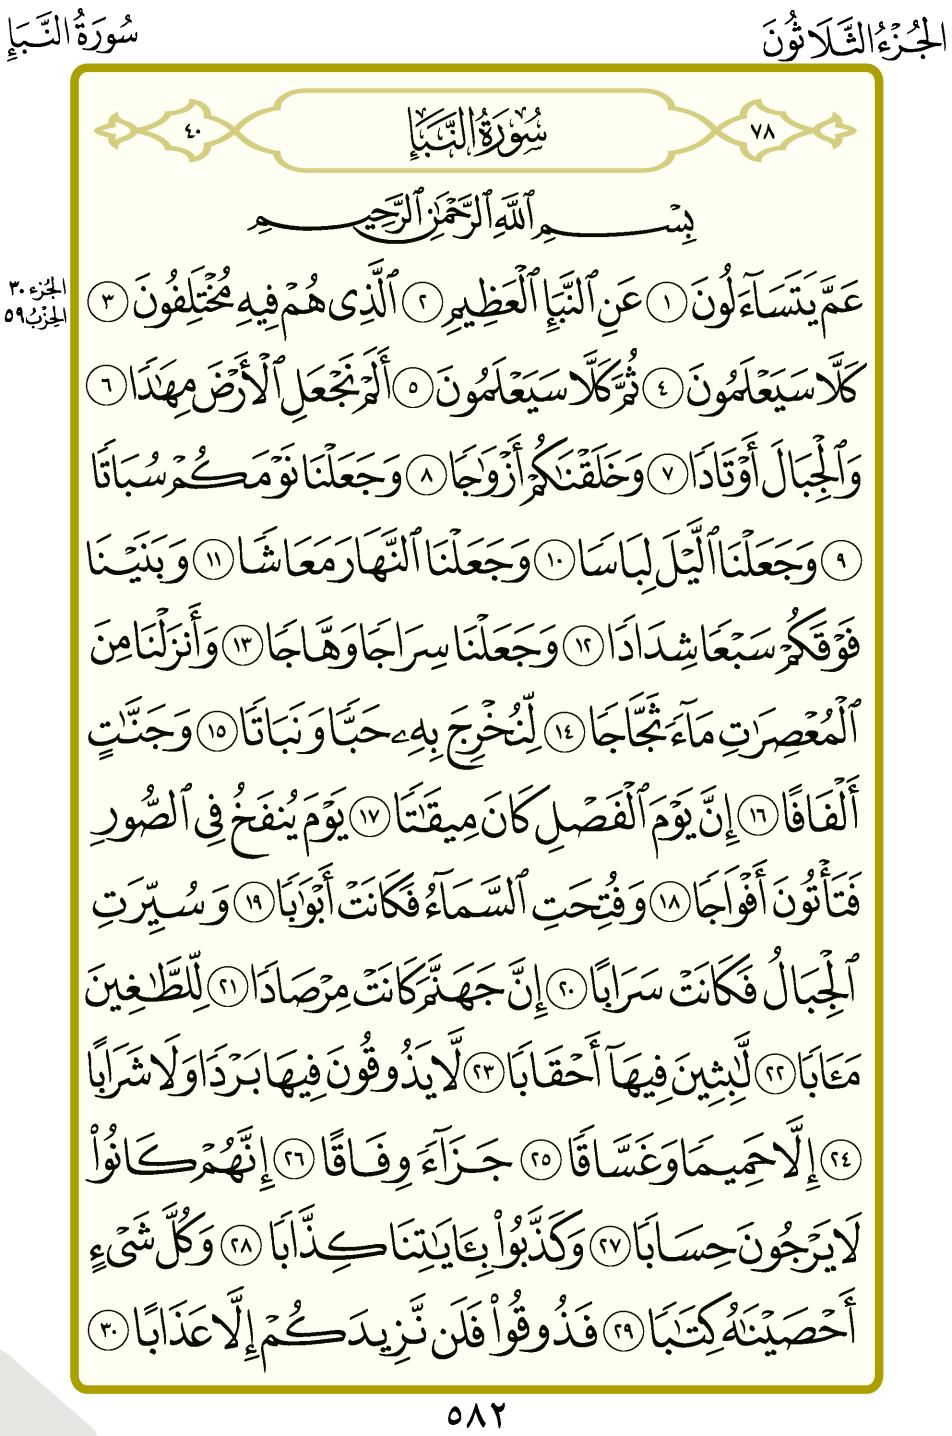 الجُزْءُ الثَّلَاثُونَ
سُورَةُ النَّبَإِ
٧٨ سُورَةُ النَّبَإِ ٤٠
بِسْمِ ٱللَّهِ ٱلرَّحْمَٰنِ ٱلرَّحِيمِ
الجُزء ٣٠
الحِزْبُ ٥٩
عَمَّ يَتَسَآءَلُونَ ١ عَنِ ٱلنَّبَإِ ٱلْعَظِيمِ ٢ ٱلَّذِى هُمْ فِيهِ مُخْتَلِفُونَ ٣
كَلَّا سَيَعْلَمُونَ ٤ ثُمَّ كَلَّا سَيَعْلَمُونَ ٥ أَلَمْ نَجْعَلِ ٱلْأَرْضَ مِهَٰدًا ٦
وَٱلْجِبَالَ أَوْتَادًا ٧ وَخَلَقْنَٰكُمْ أَزْوَٰجًا ٨ وَجَعَلْنَا نَوْمَكُمْ سُبَاتًا
٩ وَجَعَلْنَا ٱلَّيْلَ لِبَاسًا ١٠ وَجَعَلْنَا ٱلنَّهَارَ مَعَاشًا ١١ وَبَنَيْنَا
فَوْقَكُمْ سَبْعًا شِدَادًا ١٢ وَجَعَلْنَا سِرَاجًا وَهَّاجًا ١٣ وَأَنزَلْنَا مِنَ
ٱلْمُعْصِرَٰتِ مَآءً ثَجَّاجًا ١٤ لِّنُخْرِجَ بِهِۦ حَبًّا وَنَبَاتًا ١٥ وَجَنَّٰتٍ
أَلْفَافًا ١٦ إِنَّ يَوْمَ ٱلْفَصْلِ كَانَ مِيقَٰتًا ١٧ يَوْمَ يُنفَخُ فِى ٱلصُّورِ
فَتَأْتُونَ أَفْوَاجًا ١٨ وَفُتِحَتِ ٱلسَّمَآءُ فَكَانَتْ أَبْوَٰبًا ١٩ وَسُيِّرَتِ
ٱلْجِبَالُ فَكَانَتْ سَرَابًا ٢٠ إِنَّ جَهَنَّمَ كَانَتْ مِرْصَادًا ٢١ لِّلطَّٰغِينَ
مَـَٔابًا ٢٢ لَّٰبِثِينَ فِيهَآ أَحْقَابًا ٢٣ لَّا يَذُوقُونَ فِيهَا بَرْدًا وَلَا شَرَابًا
٢٤ إِلَّا حَمِيمًا وَغَسَّاقًا ٢٥ جَزَآءً وِفَاقًا ٢٦ إِنَّهُمْ كَانُوا۟
لَا يَرْجُونَ حِسَابًا ٢٧ وَكَذَّبُوا۟ بِـَٔايَٰتِنَا كِذَّابًا ٢٨ وَكُلَّ شَىْءٍ
أَحْصَيْنَٰهُ كِتَٰبًا ٢٩ فَذُوقُوا۟ فَلَن نَّزِيدَكُمْ إِلَّا عَذَابًا ٣٠
٥٨٢